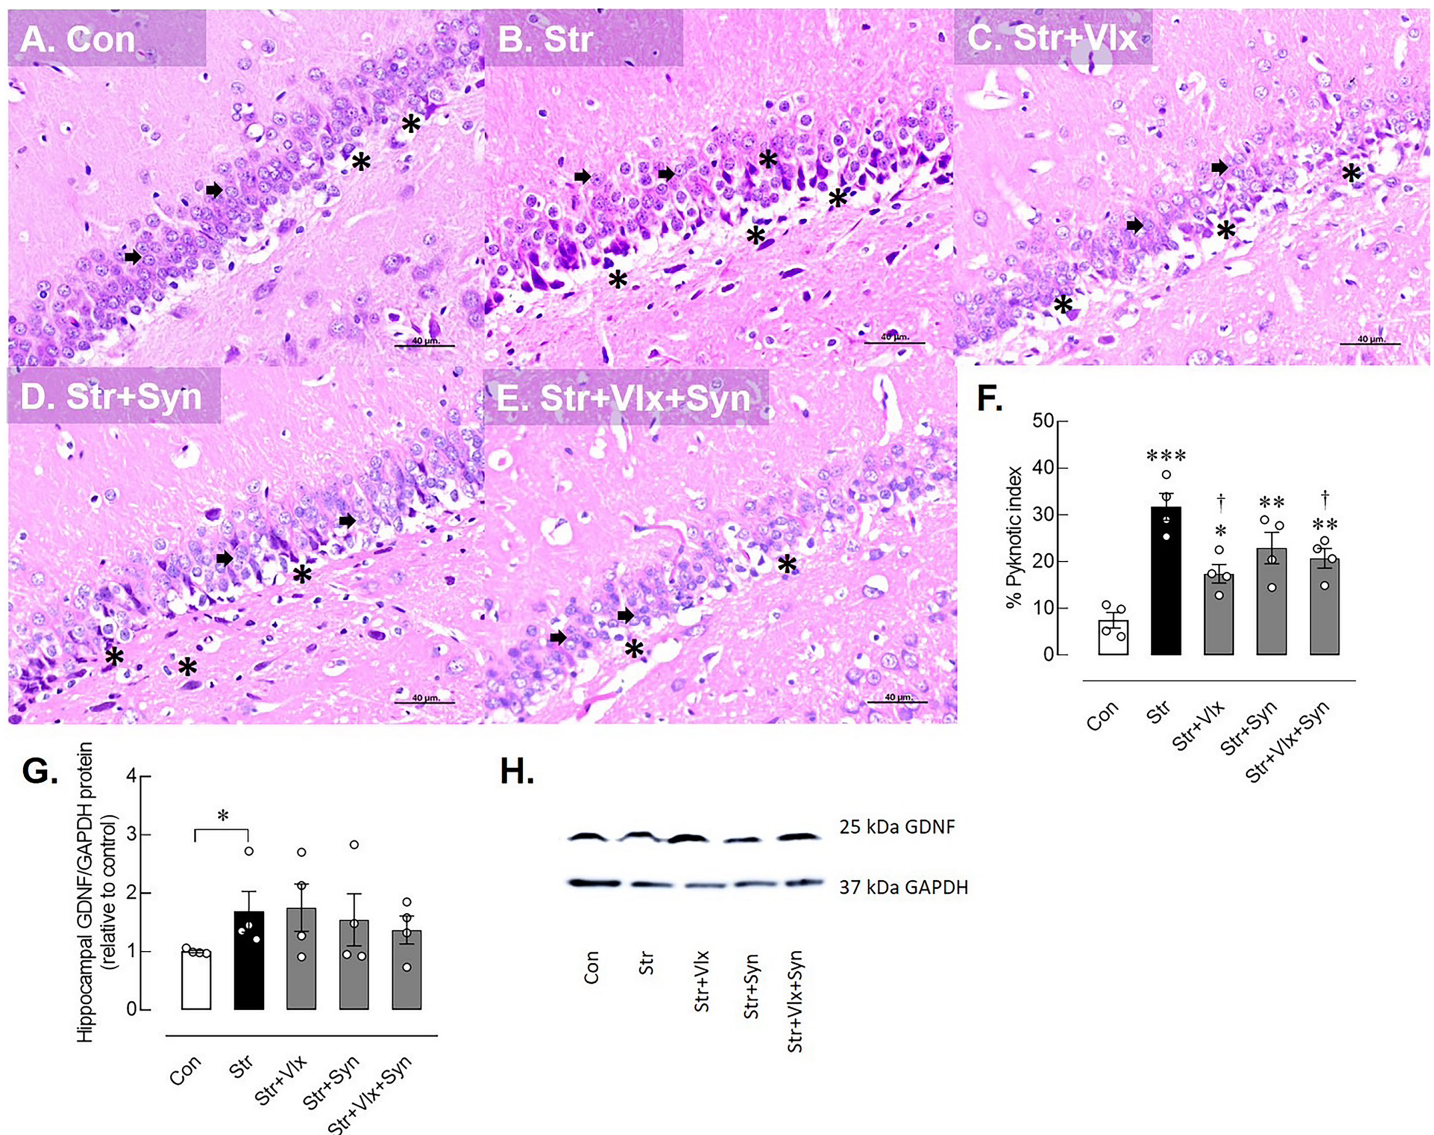 A. Con
B. Str
C. Str+Vlx
40 µm.
40 µm.
40 µm.
D. Str+Syn
E. Str+Vlx+Syn
40 µm.
40 µm.
F.
% Pyknotic index
50
40
30
20
10
0
***
†
*
**
†
**
Con
Str
Str+Vlx
Str+Syn
Str+Vlx+Syn
G.
Hippocampal GDNF/GAPDH protein
(relative to control)
4
3
2
1
0
*
Con
Str
Str+Vlx
Str+Syn
Str+Vlx+Syn
H.
25 kDa GDNF
37 kDa GAPDH
Con
Str
Str+Vlx
Str+Syn
Str+Vlx+Syn